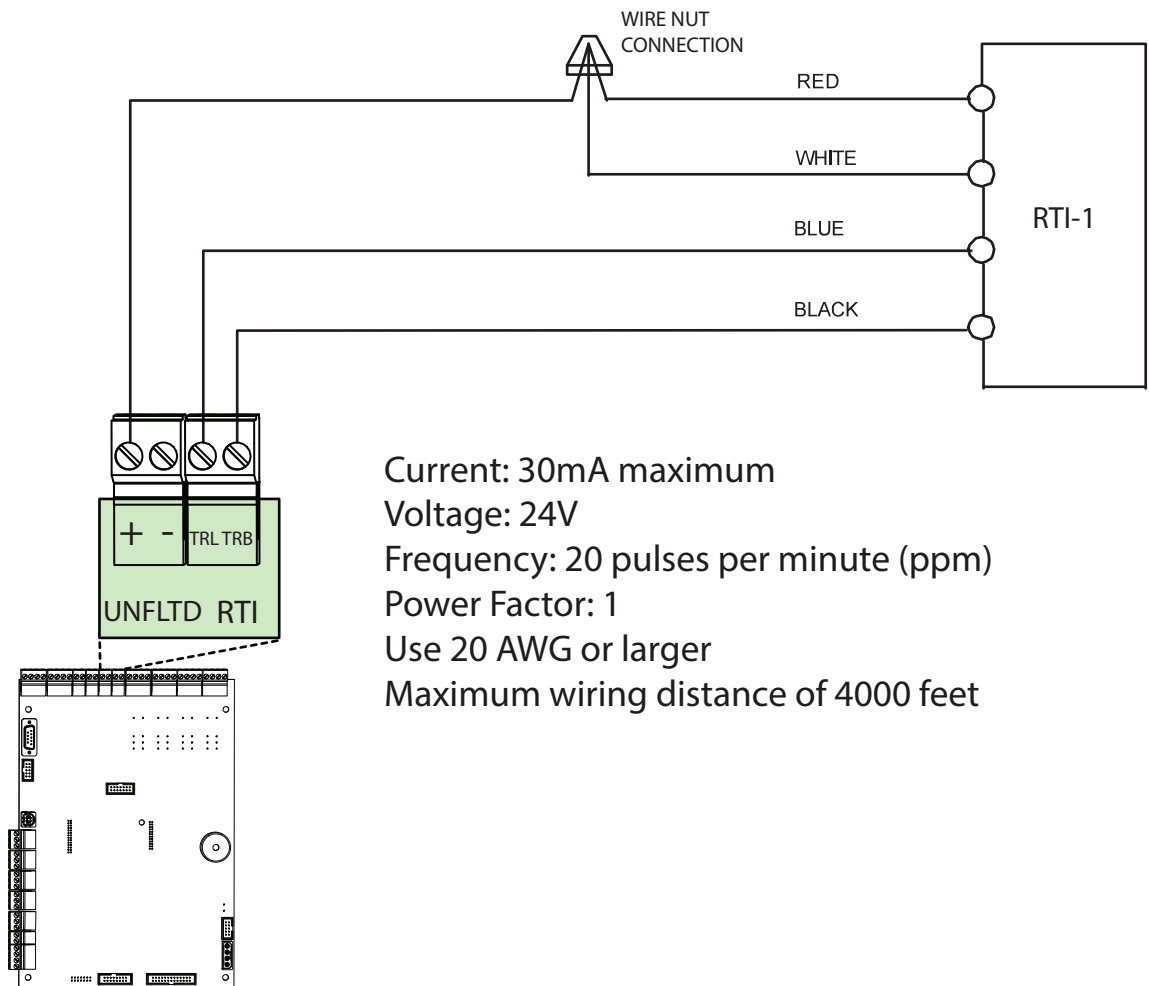 WIRE NUT
CONNECTION
RED
WHITE
BLUE
BLACK
RTI-1
+ - TRL TRB
UNFLTD RTI
Current: 30mA maximum
Voltage: 24V
Frequency: 20 pulses per minute (ppm)
Power Factor: 1
Use 20 AWG or larger
Maximum wiring distance of 4000 feet